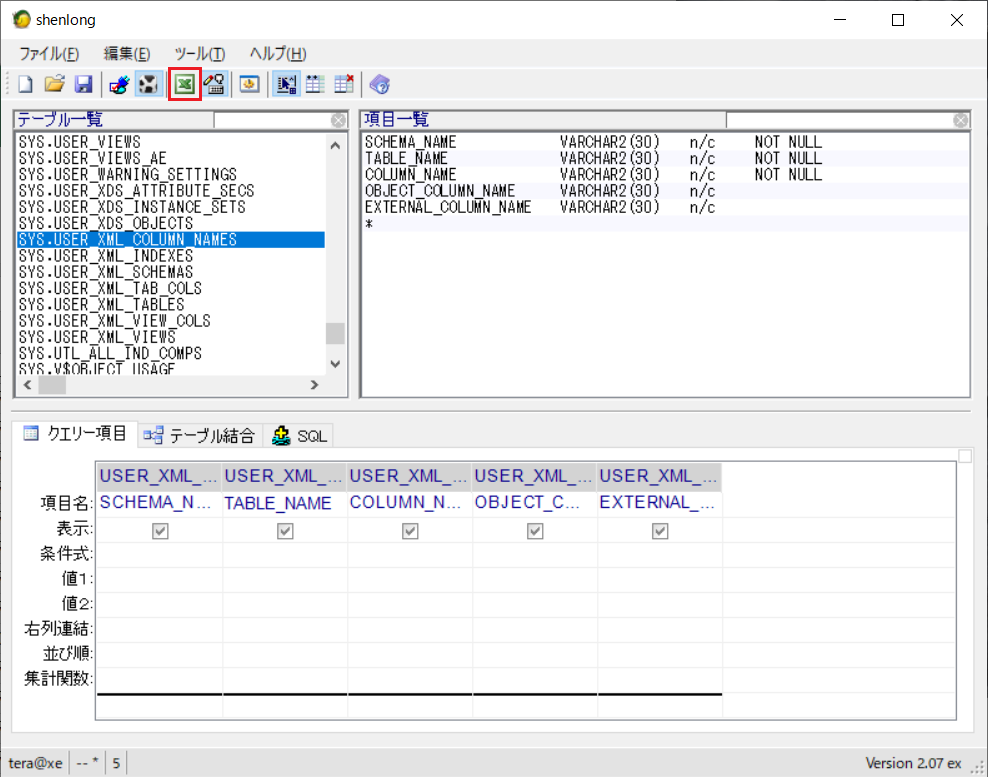 shenlong
ファイル(F) 編集(E) ツール(T) ヘルプ(H)
テーブル一覧
SYS.USER_VIEWS
SYS.USER_VIEWS_AE
SYS.USER_WARNING_SETTINGS
SYS.USER_XDS_ATTRIBUTE_SECS
SYS.USER_XDS_INSTANCE_SETS
SYS.USER_XDS_OBJECTS
SYS.USER_XML_COLUMN_NAMES
SYS.USER_XML_INDEXES
SYS.USER_XML_SCHEMAS
SYS.USER_XML_TAB_COLS
SYS.USER_XML_TABLES
SYS.USER_XML_VIEW_COLS
SYS.USER_XML_VIEWS
SYS.UTL_ALL_IND_COMPS
SYS.V$OBJECT_USAGE
項目一覧
SCHEMA_NAME VARCHAR2(30) n/c NOT NULL
TABLE_NAME VARCHAR2(30) n/c NOT NULL
COLUMN_NAME VARCHAR2(30) n/c NOT NULL
OBJECT_COLUMN_NAME VARCHAR2(30) n/c
EXTERNAL_COLUMN_NAME VARCHAR2(30) n/c
*
クエリー項目 テーブル結合 SQL
USER_XML_... USER_XML_... USER_XML_... USER_XML_... USER_XML_...
項目名: SCHEMA_N... TABLE_NAME COLUMN_N... OBJECT_C... EXTERNAL_...
表示:
条件式:
値1:
値2:
右列連結:
並び順:
集計関数:
tera@xe -- * 5 Version 2.07 ex